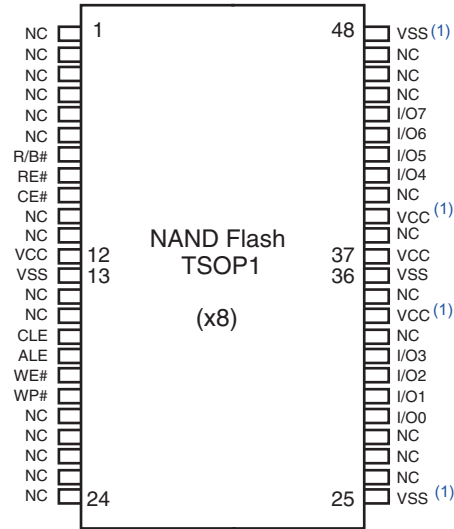 NC 1 48 VSS (1)
NC NC
NC NC
NC NC
NC I/O7
NC I/O6
R/B# I/O5
RE# I/O4
CE# NC
NC VCC (1)
NC NC
NAND Flash
VCC 12 37 VCC
TSOP1
VSS 13 36 VSS
NC NC
NC VCC (1)
(x8)
CLE NC
ALE I/O3
WE# I/O2
WP# I/O1
NC I/O0
NC NC
NC NC
NC NC
NC 24 25 VSS (1)